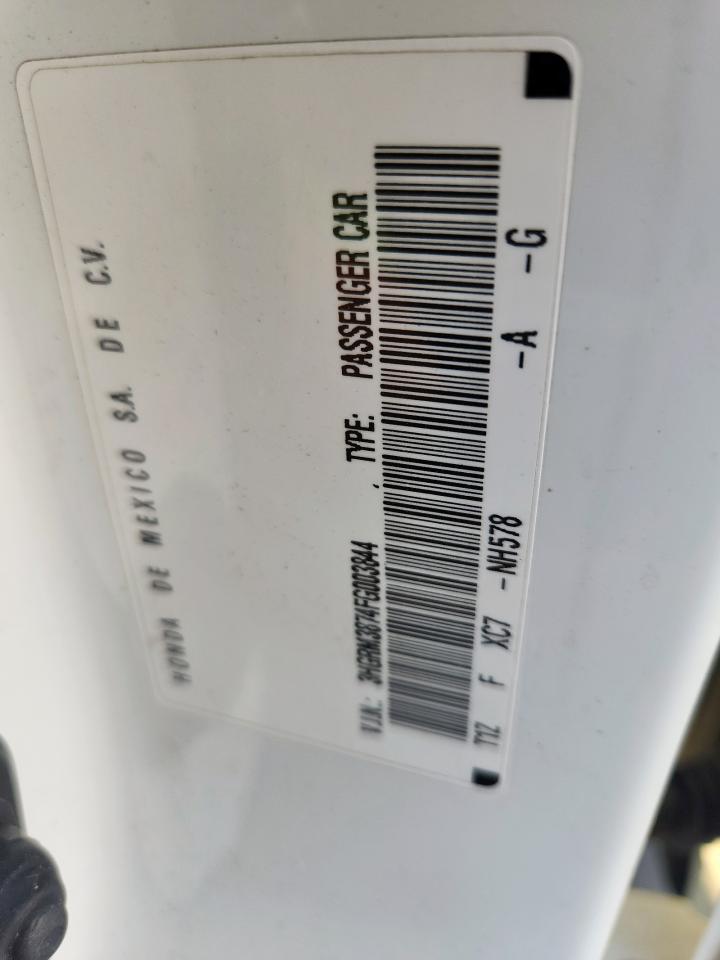 HONDA DE MEXICO S.A. DE C.V.
V.I.N.: 3HGRM3874FG003844 TYPE: PASSENGER CAR
T1Z F XC7 -NH578 -A -G